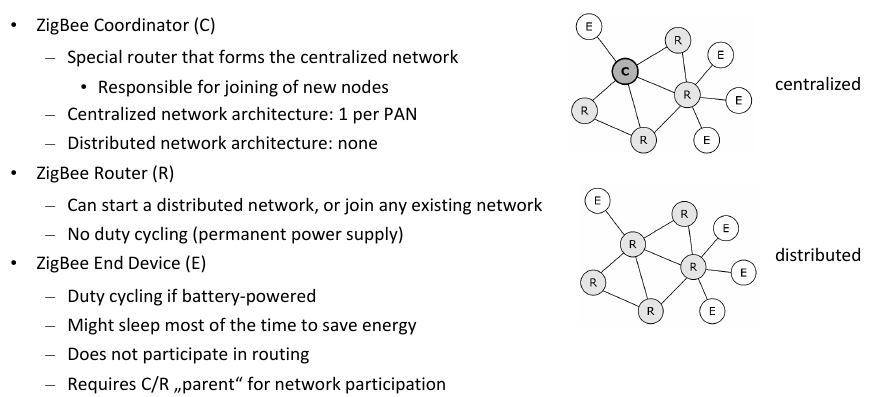 • ZigBee Coordinator (C)
– Special router that forms the centralized network
• Responsible for joining of new nodes
– Centralized network architecture: 1 per PAN
– Distributed network architecture: none
• ZigBee Router (R)
– Can start a distributed network, or join any existing network
– No duty cycling (permanent power supply)
• ZigBee End Device (E)
– Duty cycling if battery-powered
– Might sleep most of the time to save energy
– Does not participate in routing
– Requires C/R „parent“ for network participation
E
R
E
C
R
E
R
R
E
centralized
E
R
E
R
R
E
R
R
E
distributed